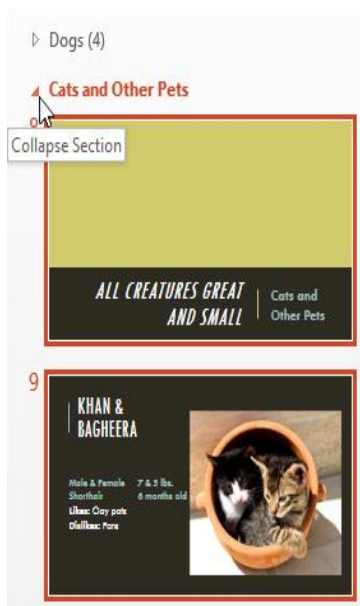 Dogs (4)
Cats and Other Pets
Collapse Section
ALL CREATURES GREAT
AND SMALL
Cats and
Other Pets
9
KHAN &
BAGHEERA
Male & Female 7 & 5 lbs.
Shorthair 6 months old
Likes: Clay pots
Dislikes: Pans